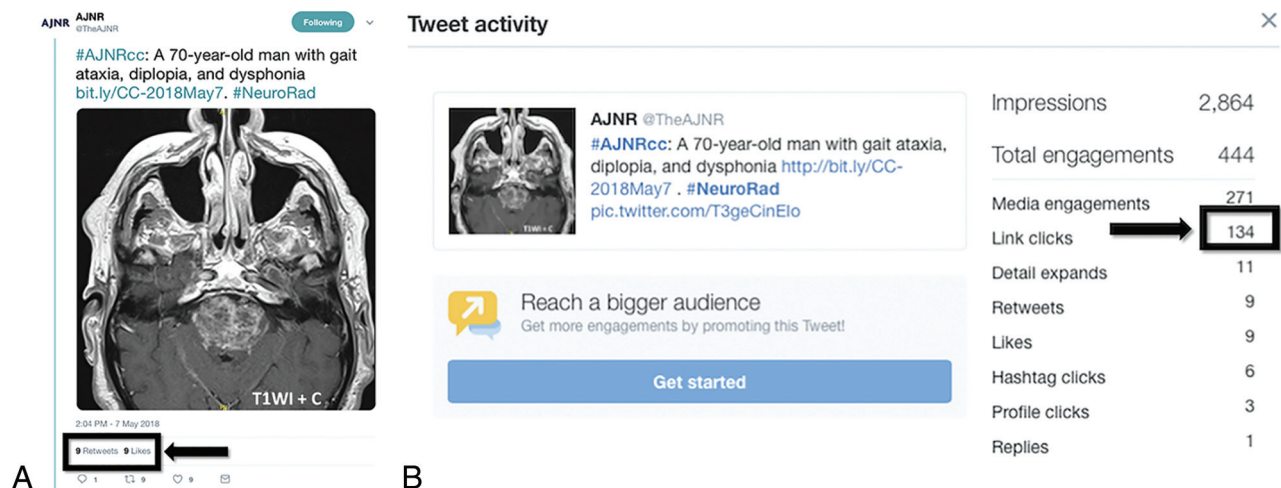 AJNR AJNR
@TheAJNR
Following
#AJNRcc: A 70-year-old man with gait
ataxia, diplopia, and dysphonia
bit.ly/CC-2018May7. #NeuroRad
T1WI + C
2:04 PM - 7 May 2018
9 Retweets 9 Likes
1 9 9
A
Tweet activity
AJNR @TheAJNR
#AJNRcc: A 70-year-old man with gait ataxia,
diplopia, and dysphonia http://bit.ly/CC-
2018May7 . #NeuroRad
pic.twitter.com/T3geCinEIo
T1WI + C
Reach a bigger audience
Get more engagements by promoting this Tweet!
Get started
Impressions 2,864
Total engagements 444
Media engagements 271
Link clicks 134
Detail expands 11
Retweets 9
Likes 9
Hashtag clicks 6
Profile clicks 3
Replies 1
B